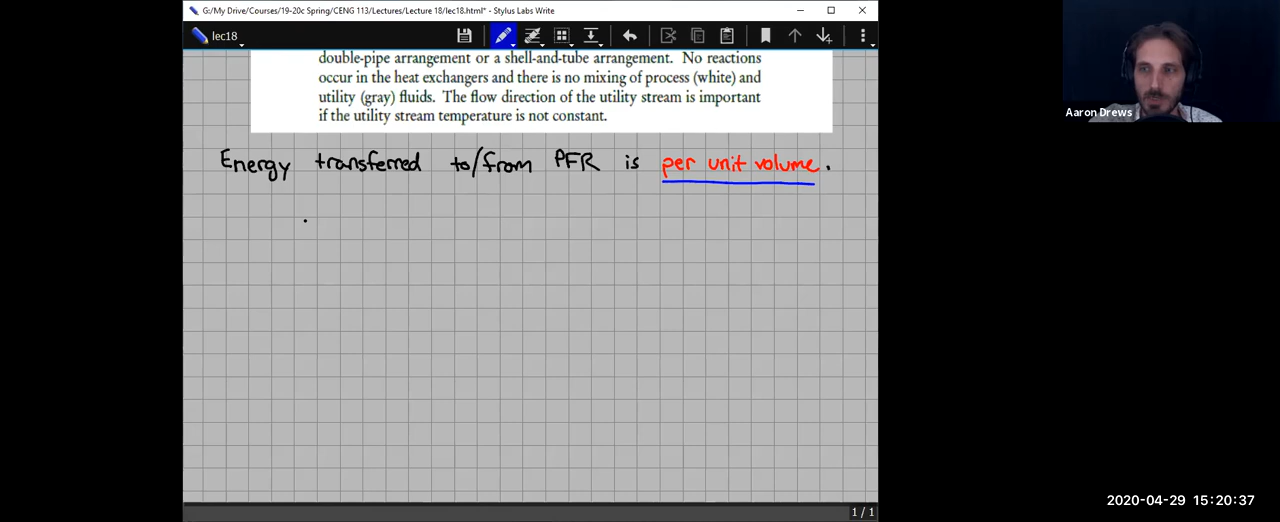 G:/My Drive/Courses/19-20c Spring/CENG 113/Lectures/Lecture 18/lec18.html* - Stylus Labs Write
lec18
double-pipe arrangement or a shell-and-tube arrangement. No reactions
occur in the heat exchangers and there is no mixing of process (white) and
utility (gray) fluids. The flow direction of the utility stream is important
if the utility stream temperature is not constant.
Aaron Drews
Energy transferred to/from PFR is per unit volume.
1 / 1
2020-04-29 15:20:37